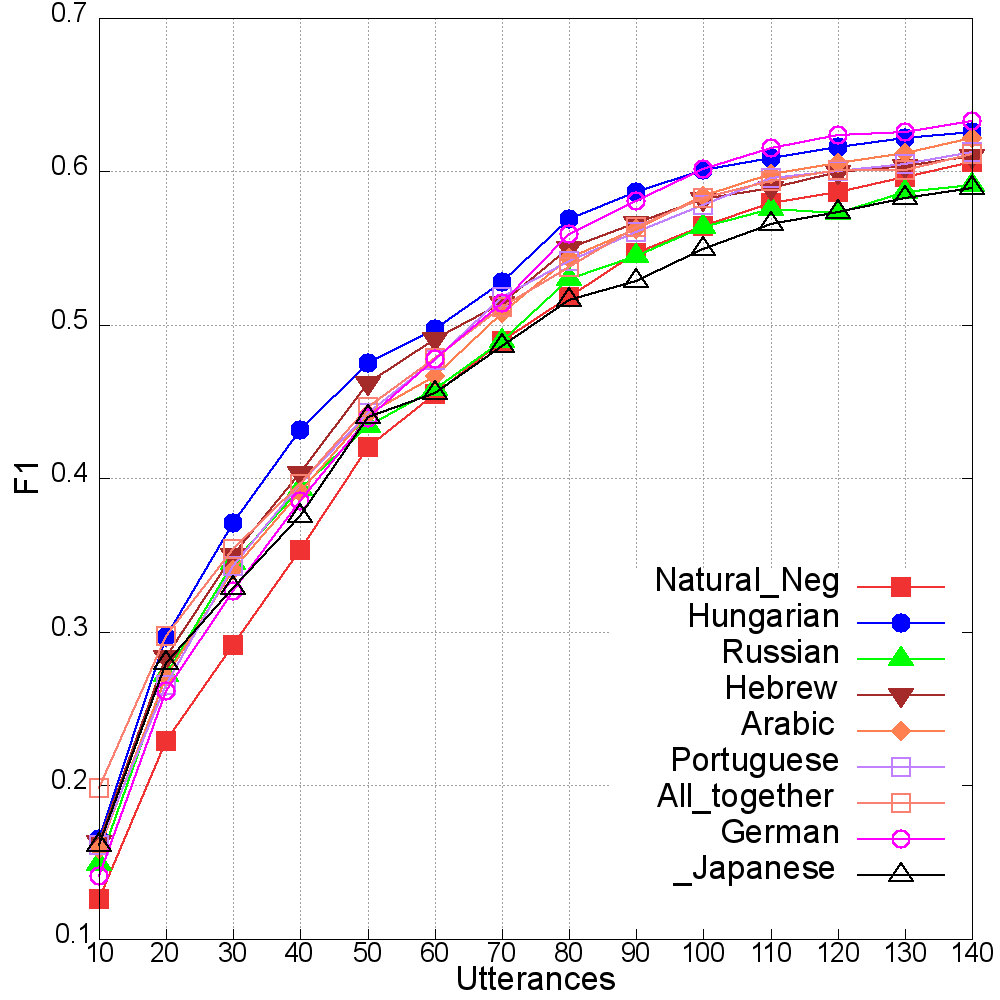 0.7
0.6
0.5
0.4
0.3
0.2
0.1
F1
Natural_Neg
Hungarian
Russian
Hebrew
Arabic
Portuguese
All_together
German
_Japanese
10 20 30 40 50 60 70 80 90 100 110 120 130 140
Utterances